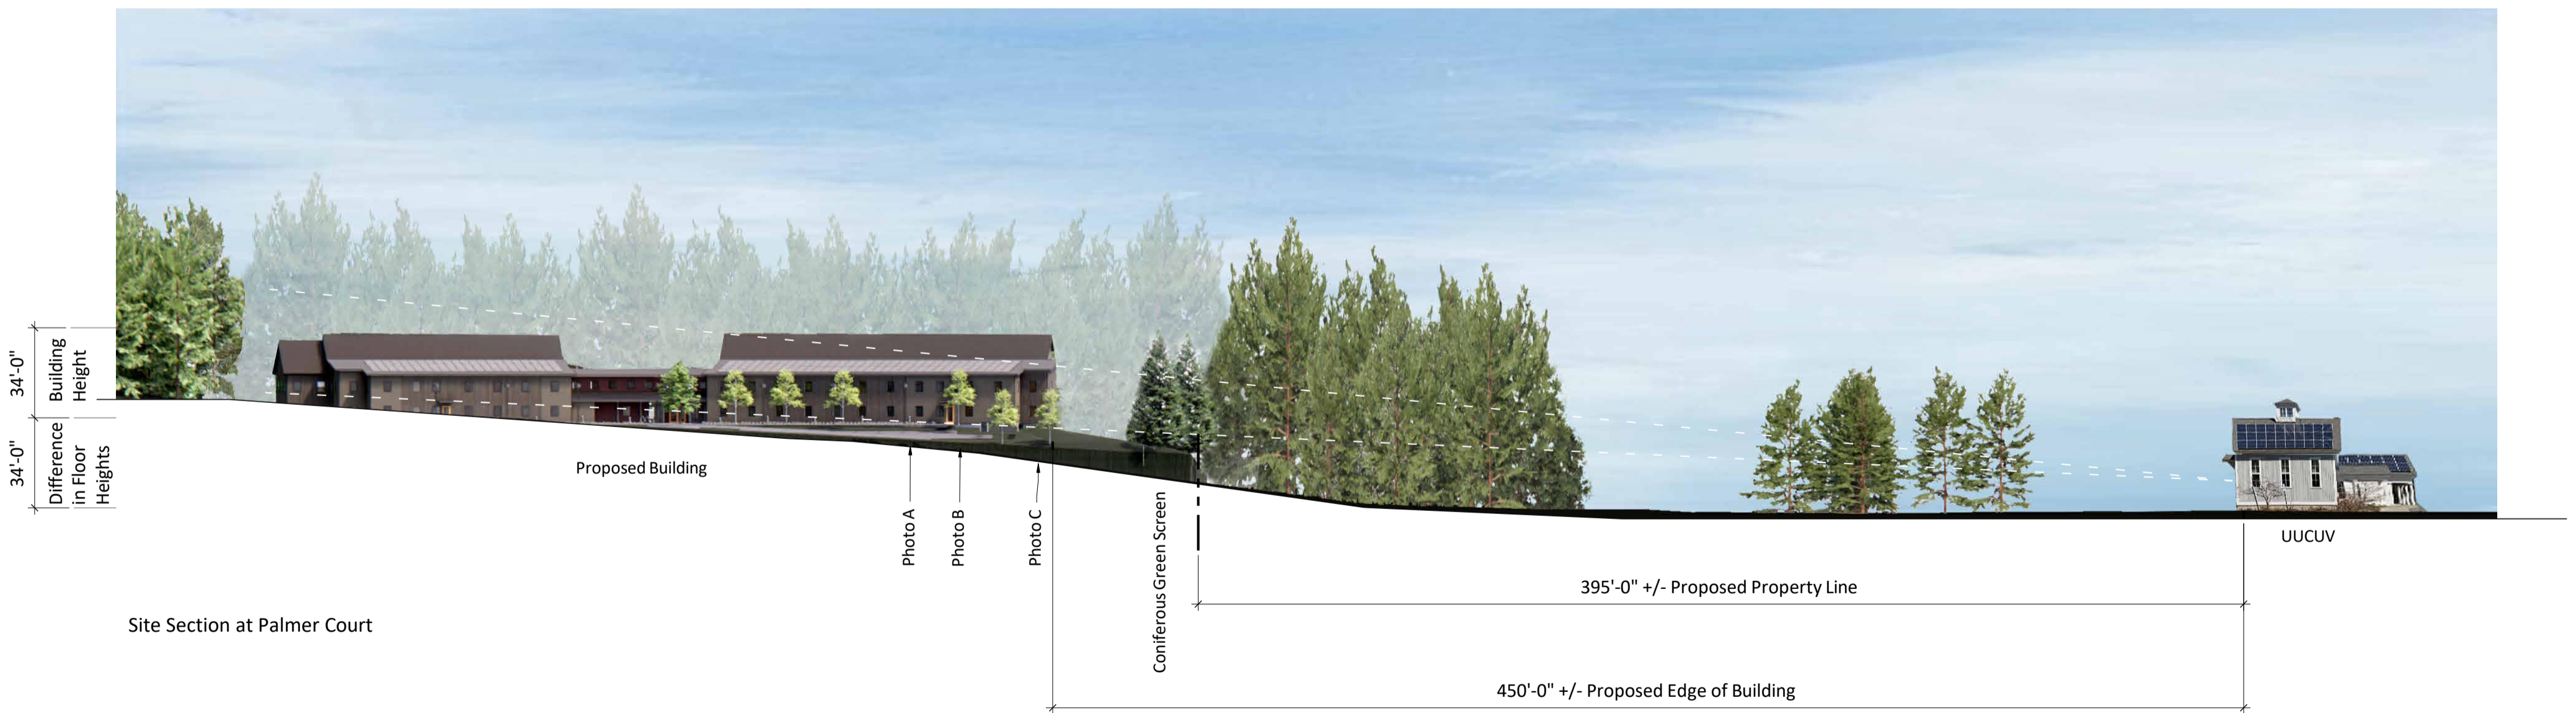 34'-0"
Building
Height
34'-0"
Difference
in Floor
Heights
Proposed Building
Photo A
Photo B
Photo C
Coniferous Green Screen
UUCUV
395'-0" +/- Proposed Property Line
Site Section at Palmer Court
450'-0" +/- Proposed Edge of Building